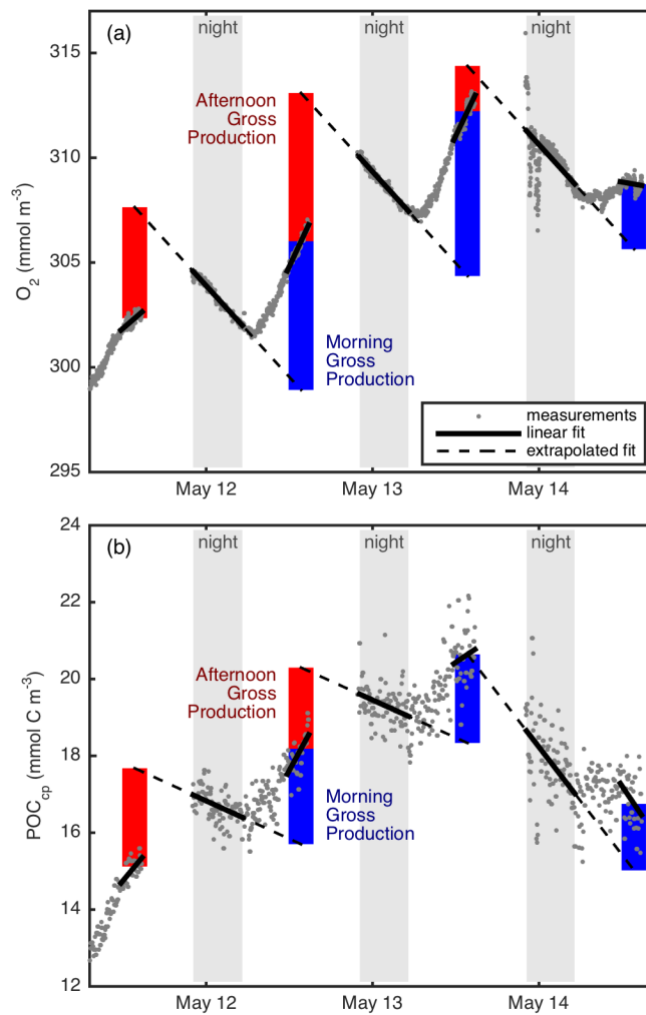 (a)
night
night
night
315
310
305
300
295
O2 (mmol m-3)
Afternoon
Gross
Production
Morning
Gross
Production
measurements
linear fit
extrapolated fit
May 12
May 13
May 14
(b)
night
night
night
24
22
20
18
16
14
12
POCcp (mmol C m-3)
Afternoon
Gross
Production
Morning
Gross
Production
May 12
May 13
May 14